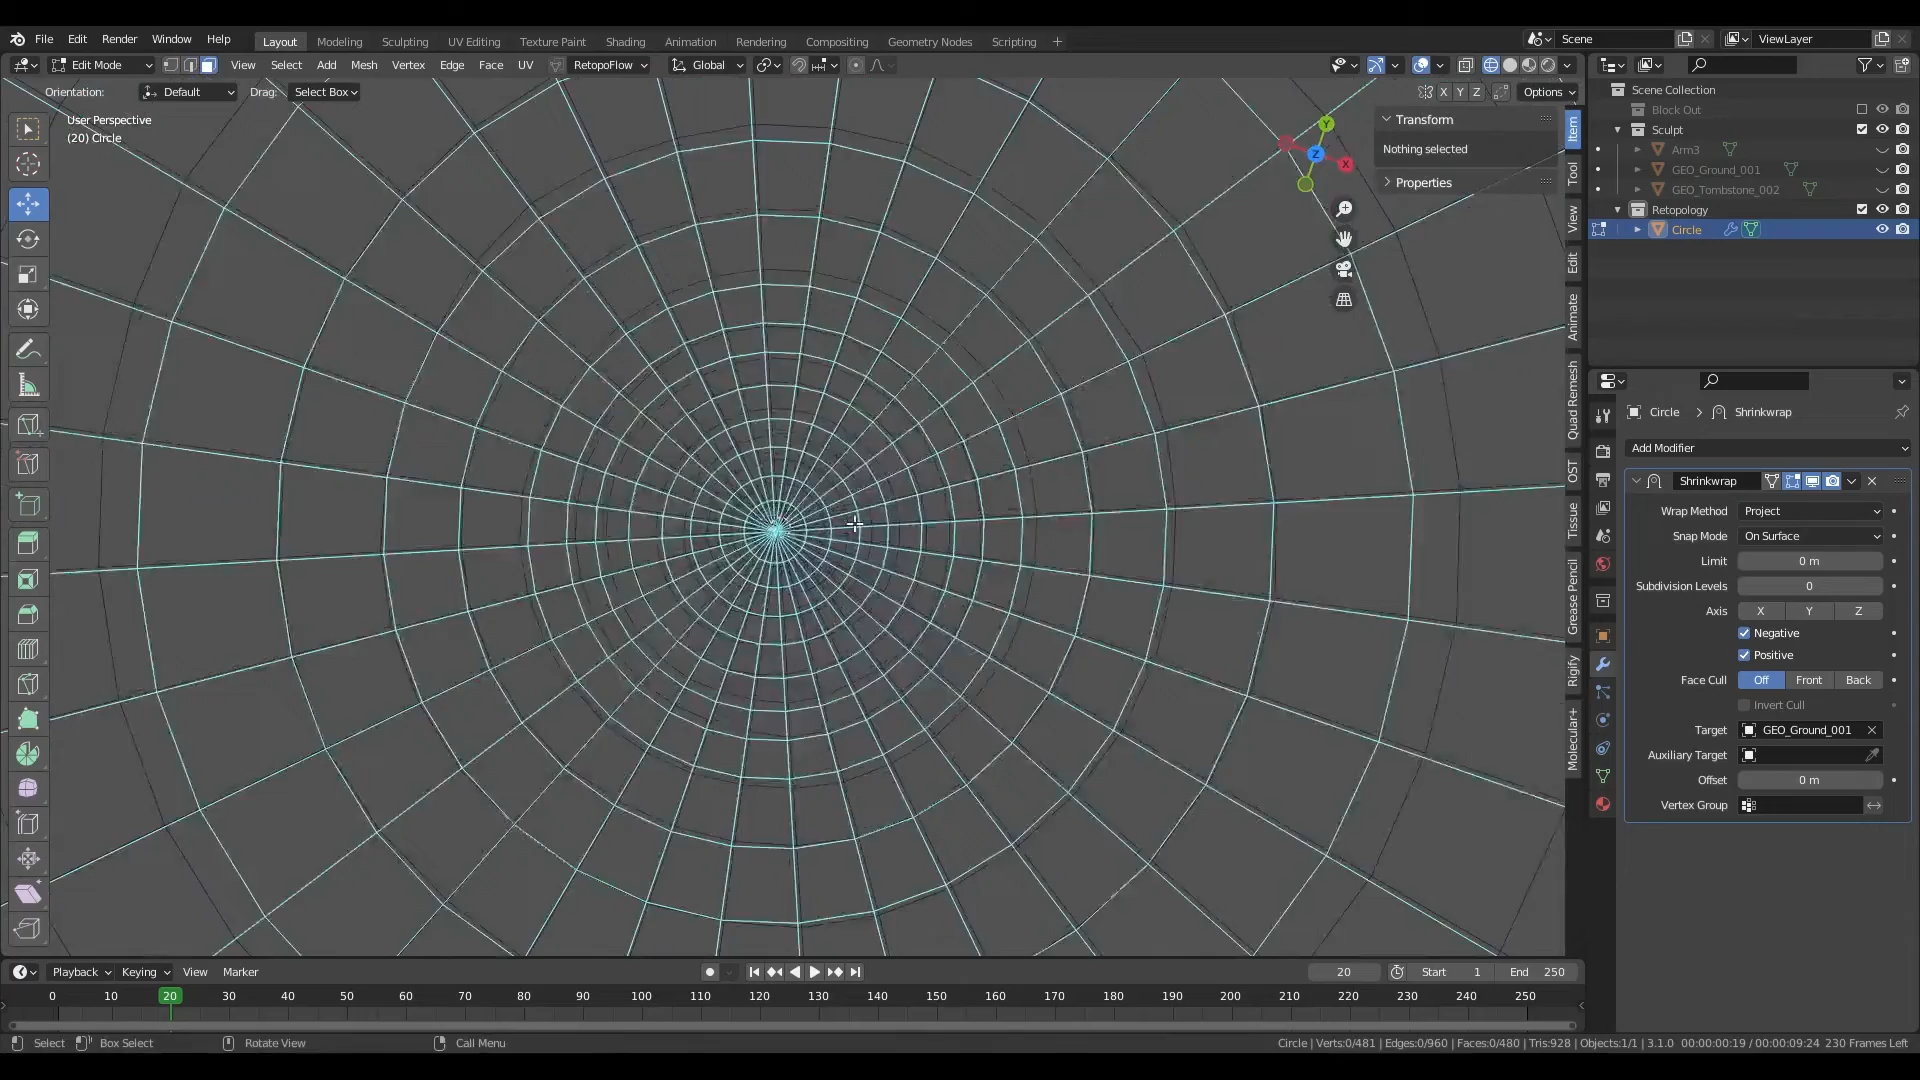 File Edit Render Window Help Layout Modeling Sculpting UV Editing Texture Paint Shading Animation Rendering Compositing Geometry Nodes Scripting + Scene ViewLayer
Edit Mode View Select Add Mesh Vertex Edge Face UV RetopoFlow Global
Orientation: Default Drag: Select Box X Y Z Options
User Perspective
(20) Circle
Y
Z
X
Transform
Nothing selected
Properties
Item
Tool
View
Edit
Animate
Quad Remesh
OST
Tissue
Grease Pencil
Rigify
Molecular+
Scene Collection
Block Out
Sculpt
Arm3
GEO_Ground_001
GEO_Tombstone_002
Retopology
Circle
Circle Shrinkwrap
Add Modifier
Shrinkwrap
Wrap Method Project
Snap Mode On Surface
Limit 0 m
Subdivision Levels 0
Axis X Y Z
Negative
Positive
Face Cull Off Front Back
Invert Cull
Target GEO_Ground_001
Auxiliary Target
Offset 0 m
Vertex Group
Playback Keying View Marker 20 Start 1 End 250
0 10 20 30 40 50 60 70 80 90 100 110 120 130 140 150 160 170 180 190 200 210 220 230 240 250
Select Box Select Rotate View Call Menu Circle | Verts:0/481 | Edges:0/960 | Faces:0/480 | Tris:928 | Objects:1/1 | 3.1.0 00:00:00:19 / 00:00:09:24 230 Frames Left